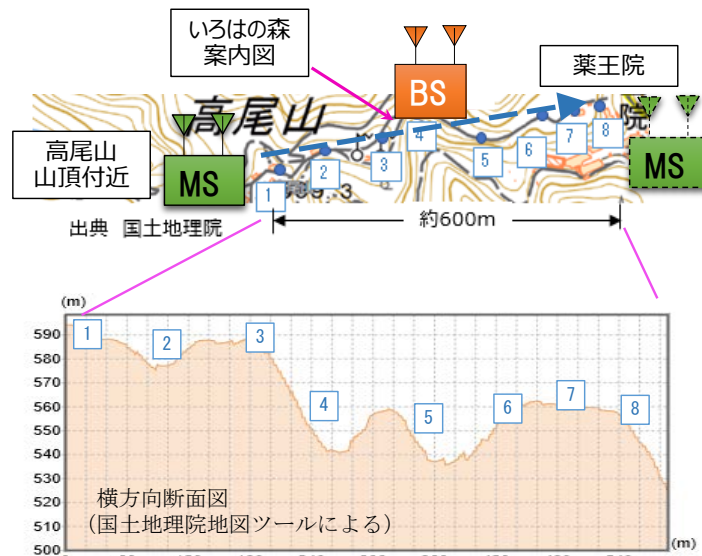 いろはの森
案内図
BS
薬王院
高尾山
院
高尾山
山頂付近
MS
MS
1
2
3
4
5
6
7
8
出典 国土地理院
約600m
(m)
590
580
570
560
550
540
530
520
510
500
1
2
3
4
5
6
7
8
横方向断面図
(国土地理院地図ツールによる)
(m)